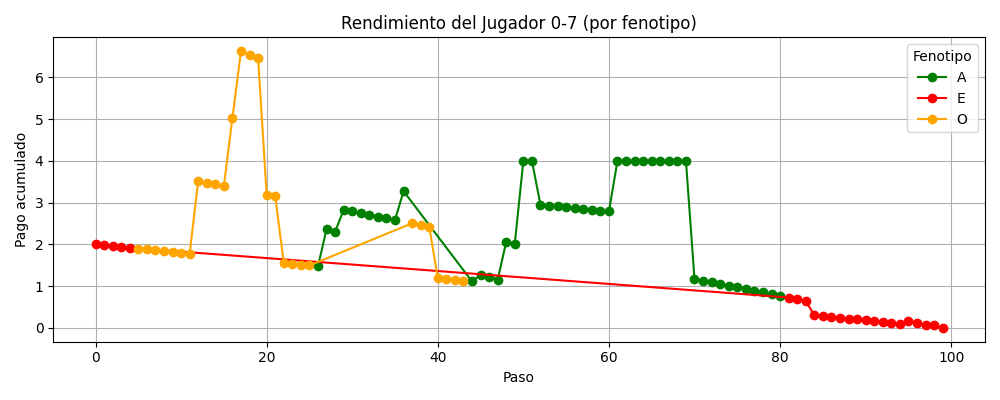 Rendimiento del Jugador 0-7 (por fenotipo)
Pago acumulado
6
5
4
3
2
1
0
Fenotipo
A
E
O
0 20 40 60 80 100
Paso